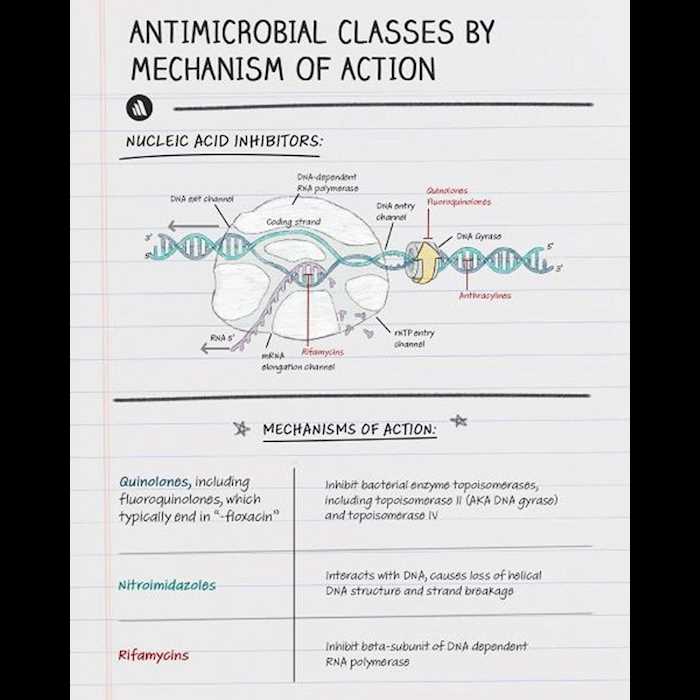 ANTIMICROBIAL CLASSES BY
MECHANISM OF ACTION
NUCLEIC ACID INHIBITORS:
DNA-dependent
RNA polymerase
DNA exit channel
Coding strand
DNA entry
channel
Quinolones
Fluoroquinolones
DNA Gyrase
3'
5'
5'
3'
Anthracylines
RNA 5'
mRNA
elongation channel
Rifamycins
rNTP entry
channel
MECHANISMS OF ACTION:
Quinolones, including
fluoroquinolones, which
typically end in "-floxacin"
Inhibit bacterial enzyme topoisomerases,
including topoisomerase II (AKA DNA gyrase)
and topoisomerase IV
Nitroimidazoles
Interacts with DNA, causes loss of helical
DNA structure and strand breakage
Rifamycins
Inhibit beta-subunit of DNA dependent
RNA polymerase